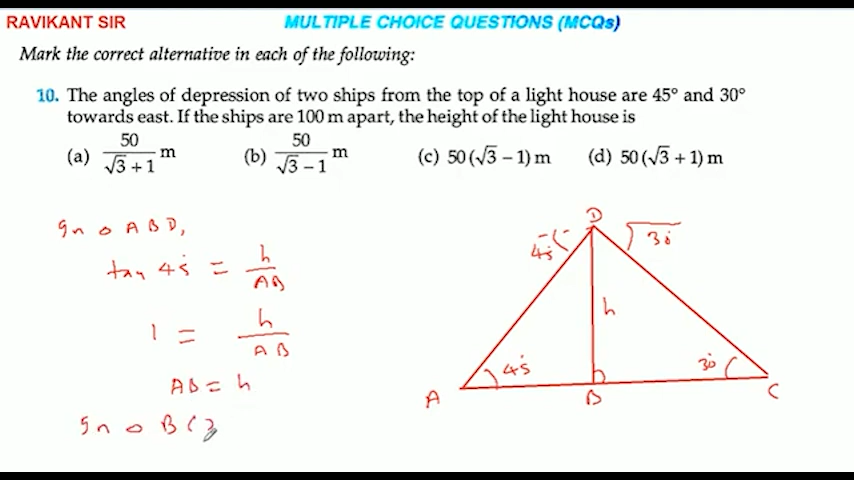 RAVIKANT SIR
MULTIPLE CHOICE QUESTIONS (MCQs)
Mark the correct alternative in each of the following:
10. The angles of depression of two ships from the top of a light house are 45° and 30°
towards east. If the ships are 100 m apart, the height of the light house is
(a) 50/(√3 + 1) m (b) 50/(√3 – 1) m (c) 50 (√3 – 1) m (d) 50 (√3 + 1) m
In △ ABD,
tan 45° = h/AB
1 = h/AB
AB = h
In △ BC
D
45°
30°
h
45°
30°
A
B
C